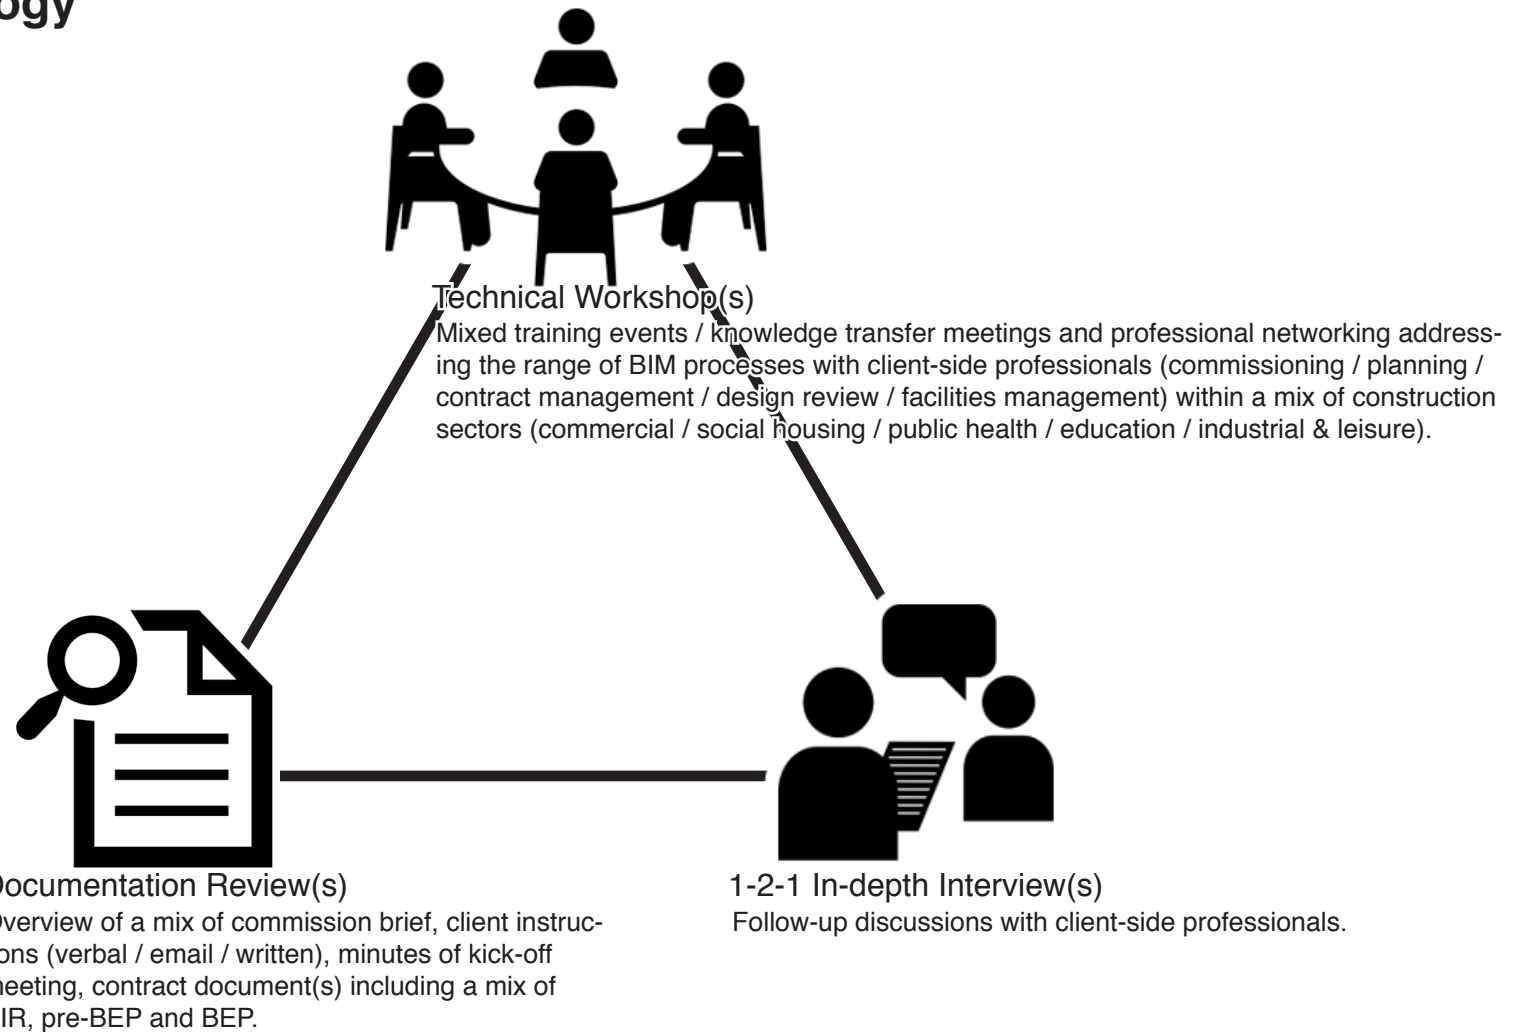 ogy
Technical Workshop(s)
Mixed training events / knowledge transfer meetings and professional networking address-
ing the range of BIM processes with client-side professionals (commissioning / planning /
contract management / design review / facilities management) within a mix of construction
sectors (commercial / social housing / public health / education / industrial & leisure).
Documentation Review(s)
Overview of a mix of commission brief, client instruc-
ions (verbal / email / written), minutes of kick-off
meeting, contract document(s) including a mix of
IR, pre-BEP and BEP.
1-2-1 In-depth Interview(s)
Follow-up discussions with client-side professionals.